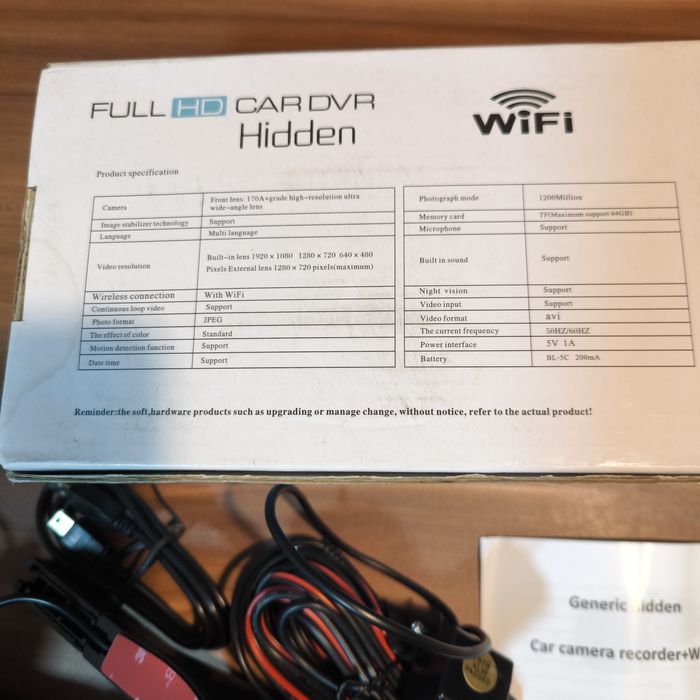 FULL HD CAR DVR
Hidden
WiFi
Product specification
Camera
Front lens: 170A+grade high-resolution ultra
wide-angle lens
Image stabilizer technology Support
Language Multi language
Video resolution
Built-in lens 1920 × 1080 1280 × 720 640 × 480
Pixels External lens 1280 × 720 pixels(maximum)
Wireless connection With WiFi
Continuous loop video Support
Photo format JPEG
The effect of color Standard
Motion detection function Support
Date time Support
Photograph mode 1200Million
Memory card TF(Maximum support 64GB)
Microphone Support
Built in sound Support
Night vision Support
Video input Support
Video format avi
The current frequency 50HZ/60HZ
Power interface 5V 1A
Battery BL-5C 200mA
Reminder:the soft,hardware products such as upgrading or manage change, without notice, refer to the actual product!
Generic idden
Car camera recorder+W
PASSED